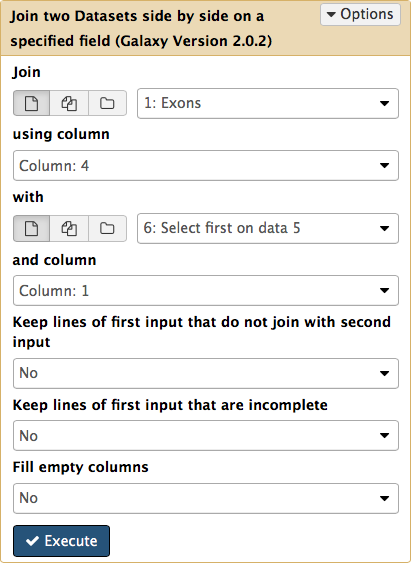 Join two Datasets side by side on a
Options
specified field (Galaxy Version 2.0.2)
Join
1: Exons
using column
Column: 4
with
6: Select first on data 5
and column
Column: 1
Keep lines of first input that do not join with second
input
No
Keep lines of first input that are incomplete
No
Fill empty columns
No
Execute